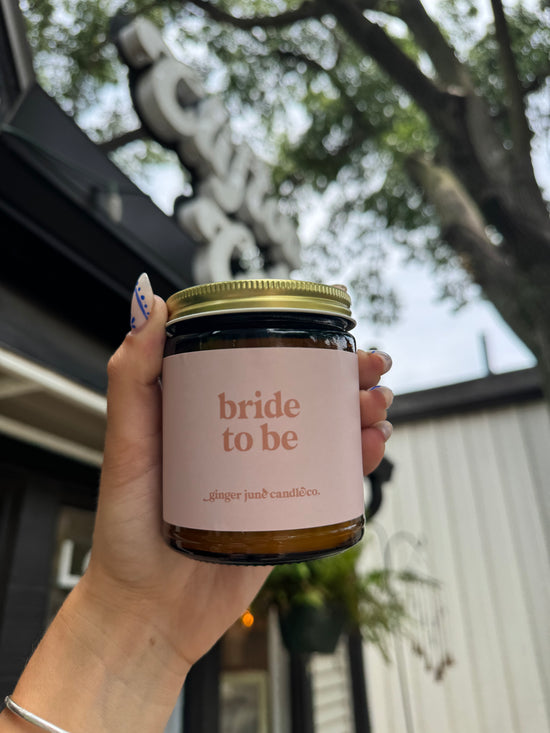 bride
to be
ginger june candle co.